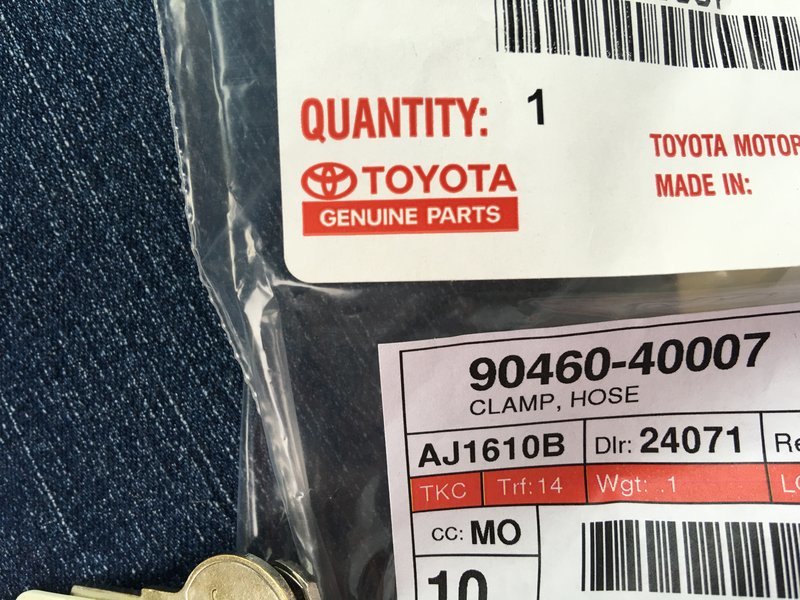 QUANTITY: 1
TOYOTA
GENUINE PARTS
TOYOTA MOTOR
MADE IN:
90460-40007
CLAMP, HOSE
AJ1610B Dlr: 24071 Re
TKC Trf: 14 Wgt: .1
CC: MO
10